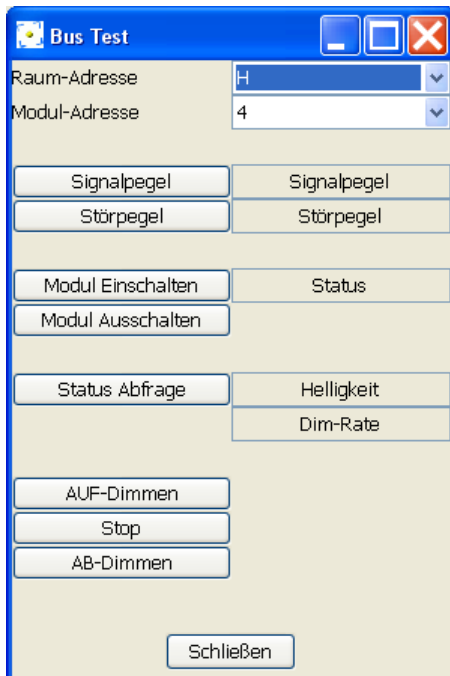 Bus Test
Raum-Adresse H
Modul-Adresse 4
Signalpegel Signalpegel
Störpegel Störpegel
Modul Einschalten Status
Modul Ausschalten
Status Abfrage Helligkeit
Dim-Rate
AUF-Dimmen
Stop
AB-Dimmen
Schließen